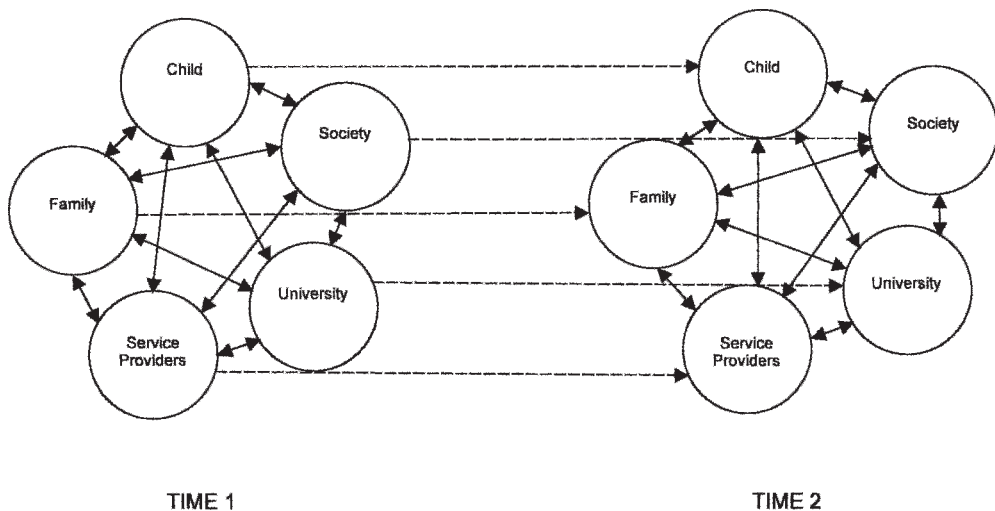 Child
Society
Family
University
Service
Providers
TIME 1
Child
Society
Family
University
Service
Providers
TIME 2